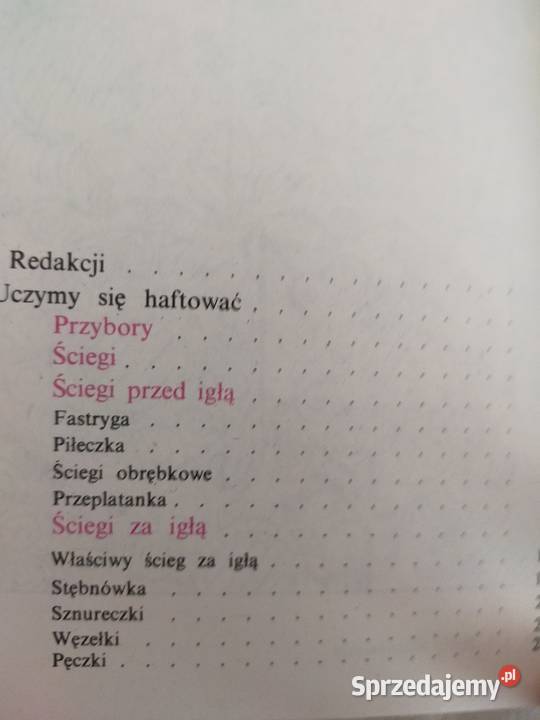 Redakcji . . . . . . . . . . . . . .
Uczymy się haftować . . . . . . . . . .
Przybory . . . . . . . . . . . . .
Ściegi . . . . . . . . . . . . . . .
Ściegi przed igłą . . . . . . . . . . .
Fastryga . . . . . . . . . . . . . .
Piłeczka . . . . . . . . . . . . . .
Ściegi obrębkowe . . . . . . . . . . .
Przeplatanka . . . . . . . . . . . . .
Ściegi za igłą . . . . . . . . . . . .
Właściwy ścieg za igłą . . . . . . . . . .
Stębnówka . . . . . . . . . . . . .
Sznureczki . . . . . . . . . . . . .
Węzełki . . . . . . . . . . . . . .
Pęczki . . . . . . . . . . . . . . .
Sprzedajemy.pl